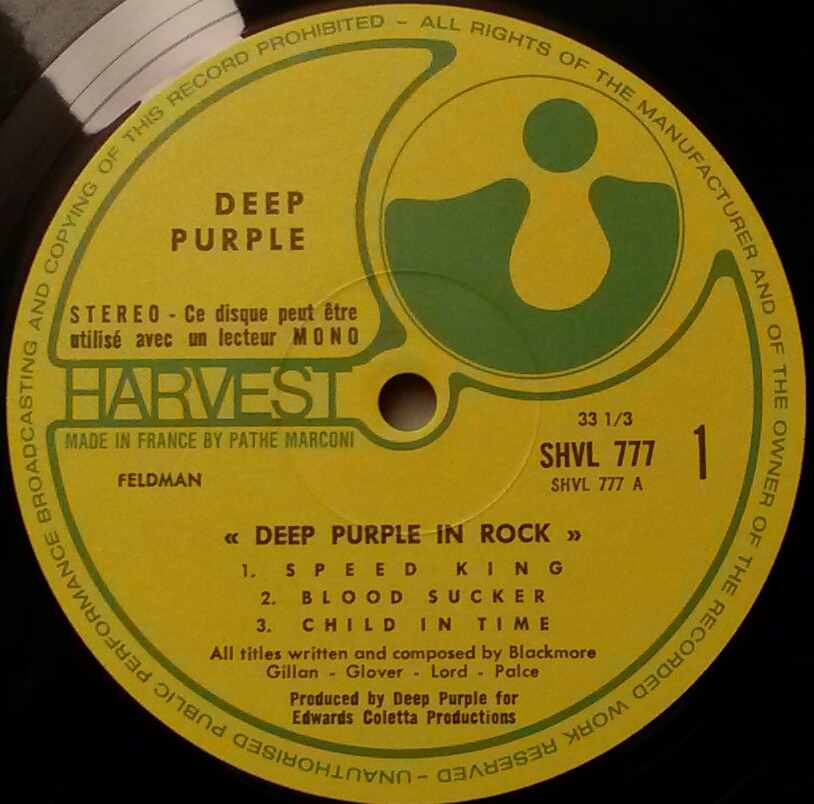 UNAUTHORISED PUBLIC PERFORMANCE BROADCASTING AND COPYING OF THIS RECORD PROHIBITED - ALL RIGHTS OF THE MANUFACTURER AND OF THE OWNER OF THE RECORDED WORK RESERVED -
DEEP
PURPLE
STEREO - Ce disque peut être
utilisé avec un lecteur MONO
HARVEST
MADE IN FRANCE BY PATHE MARCONI
FELDMAN
33 1/3
SHVL 777
1
SHVL 777 A
« DEEP PURPLE IN ROCK »
1. SPEED KING
2. BLOOD SUCKER
3. CHILD IN TIME
All titles written and composed by Blackmore
Gillan - Glover - Lord - Palce
Produced by Deep Purple for
Edwards Coletta Productions